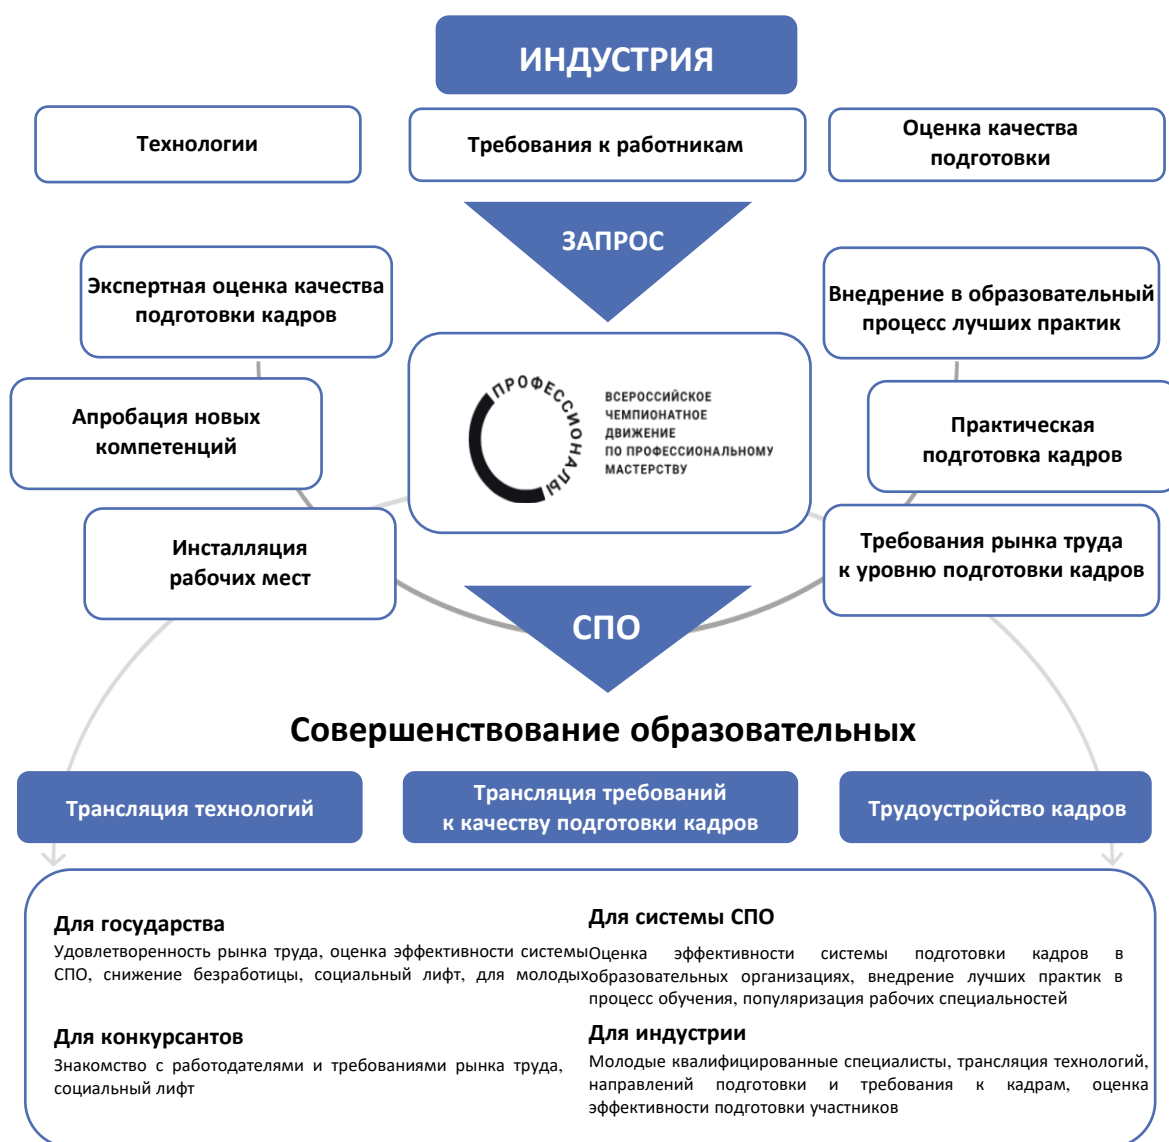 ИНДУСТРИЯ
Технологии
Требования к работникам
Оценка качества
подготовки
ЗАПРОС
Экспертная оценка качества
подготовки кадров
Внедрение в образовательный
процесс лучших практик
ПРОФЕССИОНАЛЫ
ВСЕРОССИЙСКОЕ
ЧЕМПИОНАТНОЕ
ДВИЖЕНИЕ
ПО ПРОФЕССИОНАЛЬНОМУ
МАСТЕРСТВУ
Апробация новых
компетенций
Практическая
подготовка кадров
Инсталляция
рабочих мест
Требования рынка труда
к уровню подготовки кадров
СПО
Совершенствование образовательных
Трансляция технологий
Трансляция требований
к качеству подготовки кадров
Трудоустройство кадров
Для государства
Удовлетворенность рынка труда, оценка эффективности системы
СПО, снижение безработицы, социальный лифт, для молодых
Для системы СПО
Оценка эффективности системы подготовки кадров в
образовательных организациях, внедрение лучших практик в
процесс обучения, популяризация рабочих специальностей
Для конкурсантов
Знакомство с работодателями и требованиями рынка труда,
социальный лифт
Для индустрии
Молодые квалифицированные специалисты, трансляция технологий,
направлений подготовки и требования к кадрам, оценка
эффективности подготовки участников